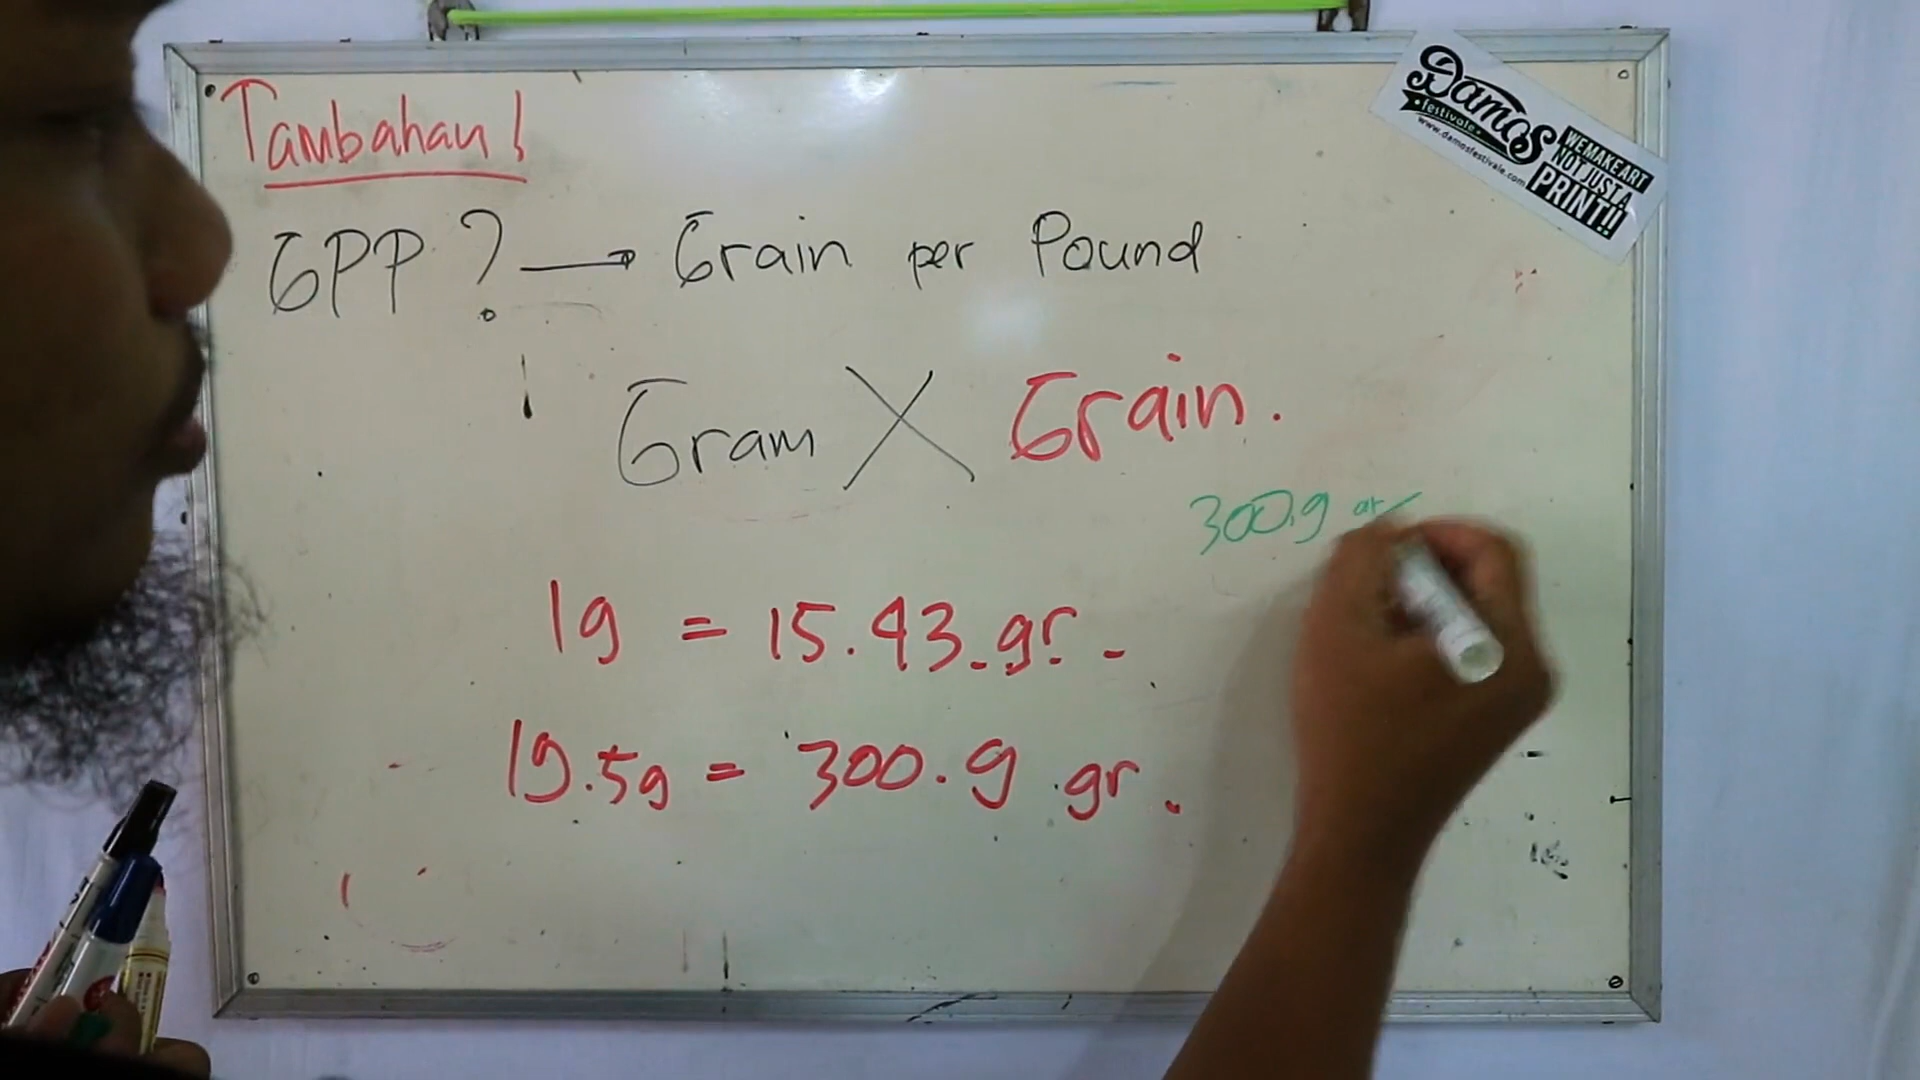 Tambahan!
GPP? → Grain per Pound
Gram X Grain.
300.9 gr/
1g = 15.43 gr.
19.5g = 300.9 gr.
Damos
festivale
www.damosfestivale.com
WE MAKE ART
NOT JUST A
PRINT!!